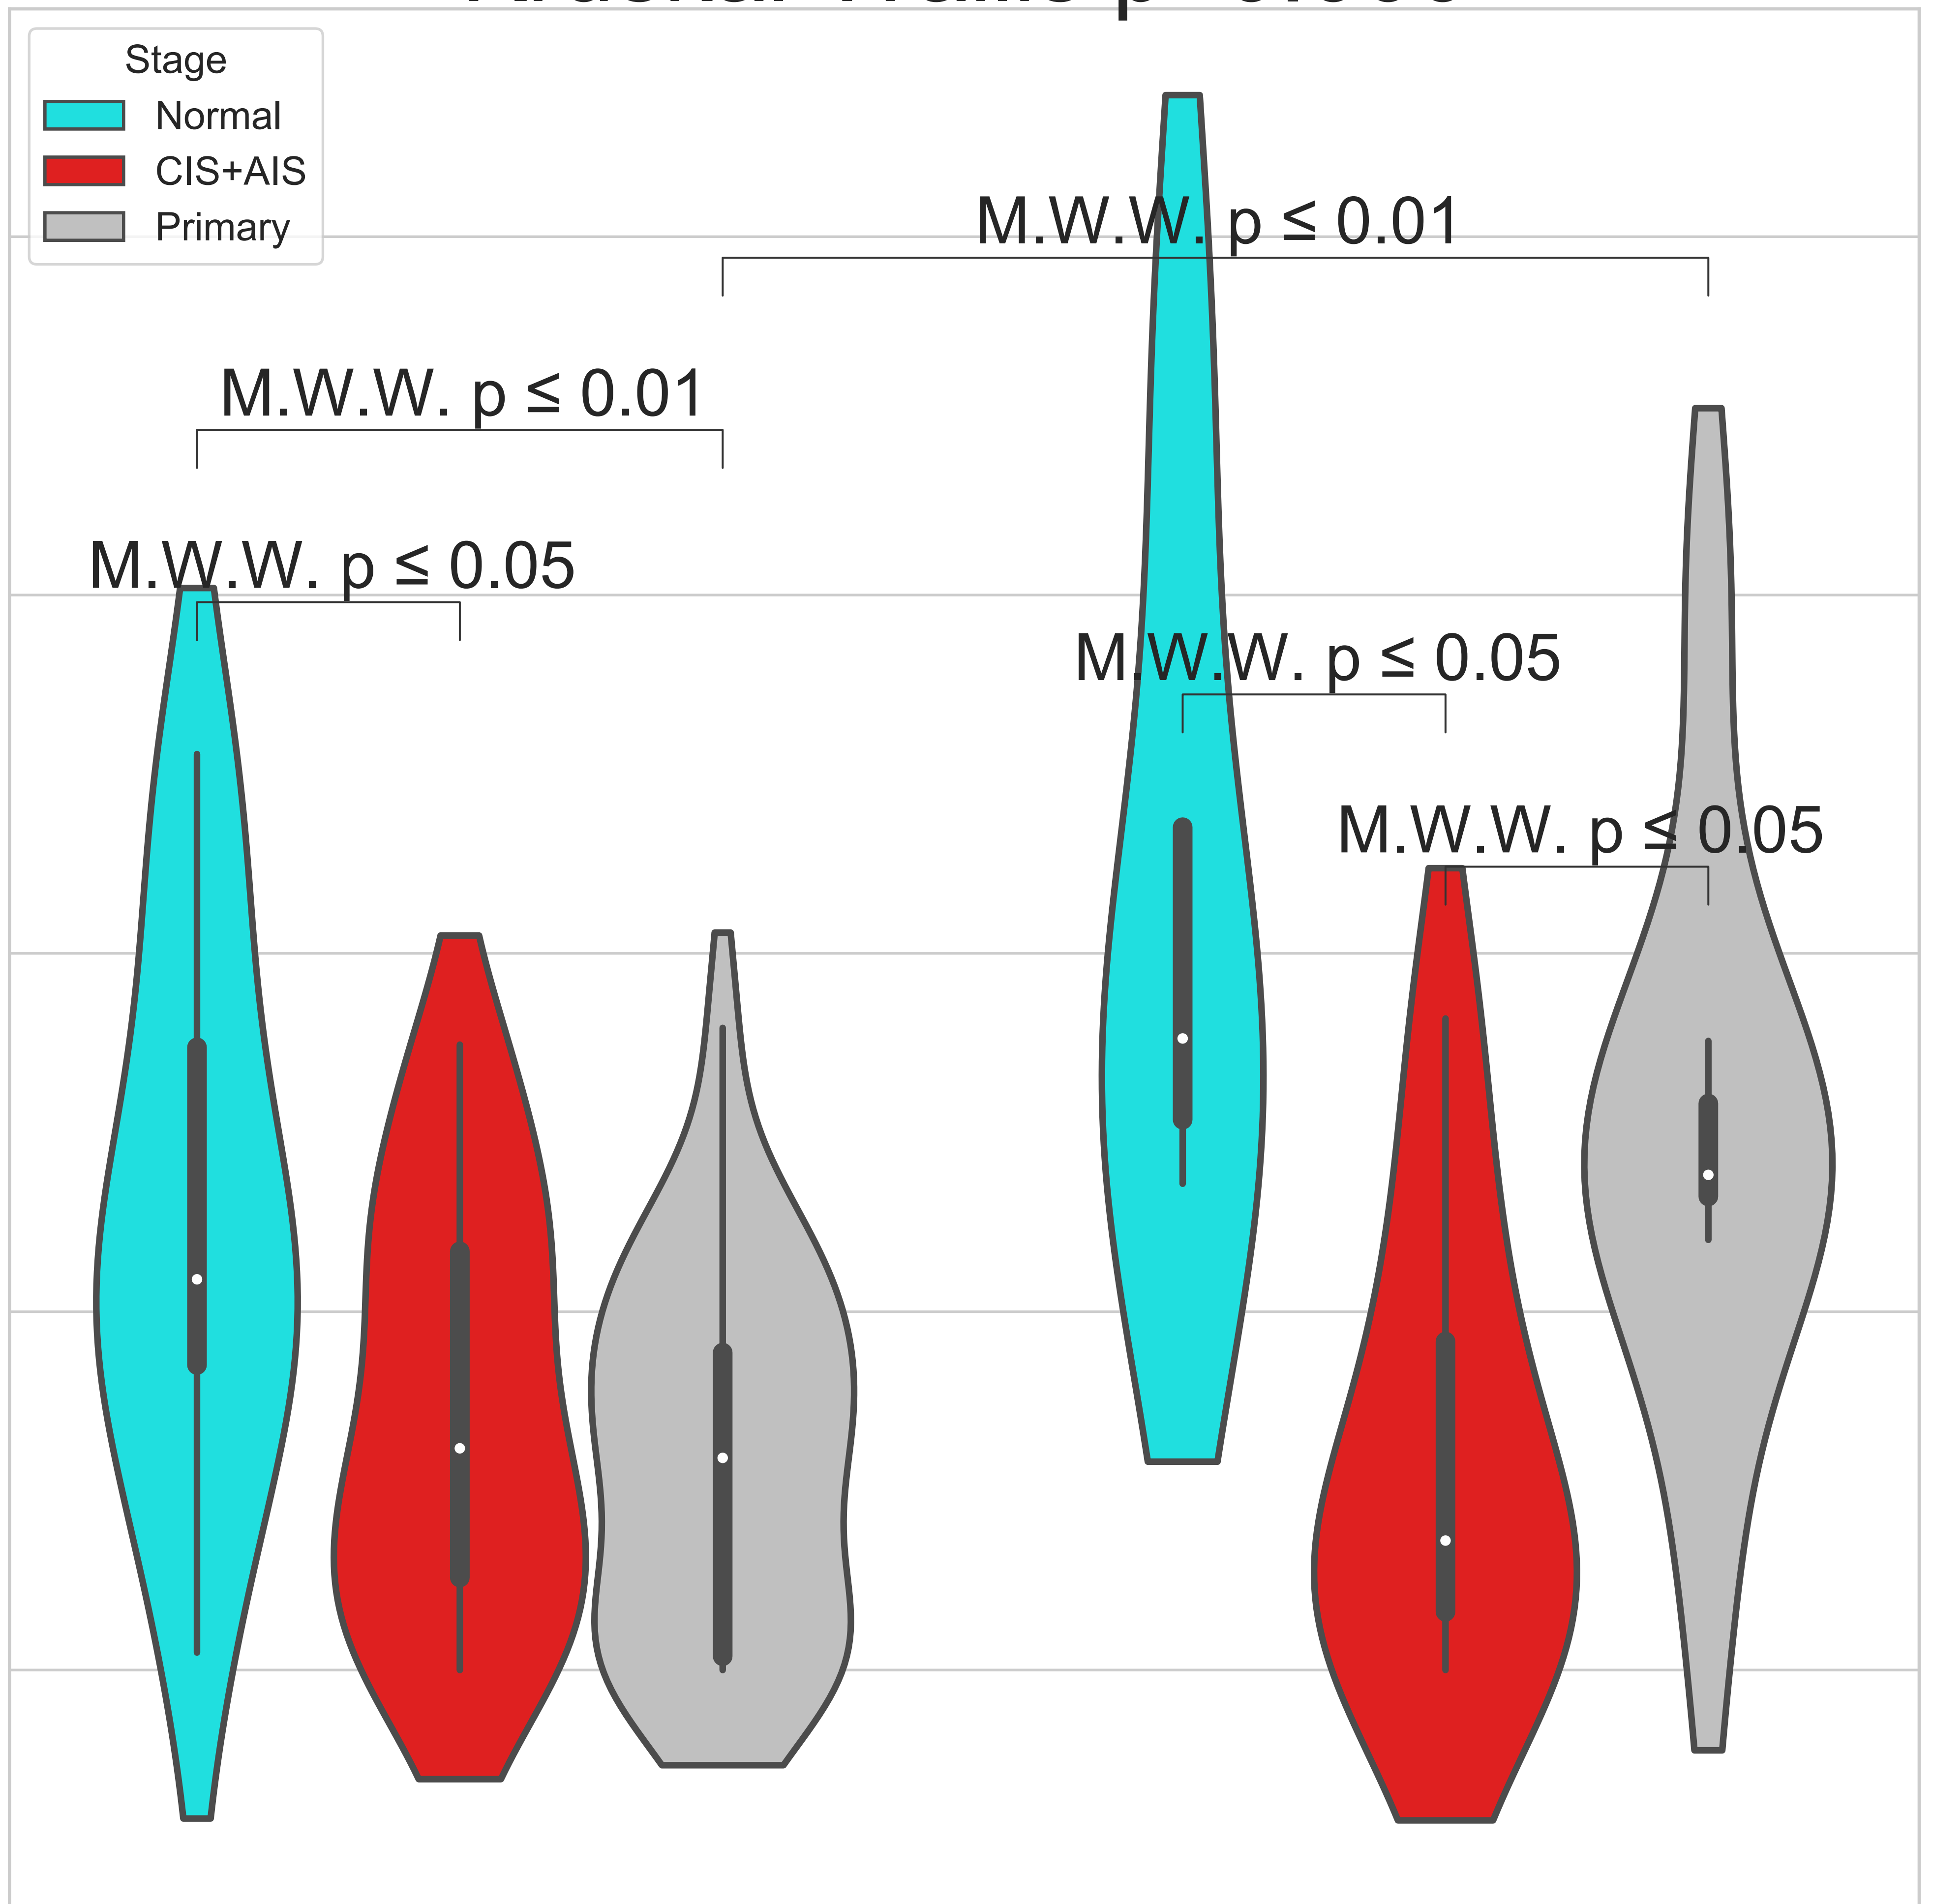 Stage
Normal
CIS+AIS
Primary
M.W.W. p ≤ 0.01
M.W.W. p ≤ 0.01
M.W.W. p ≤ 0.05
M.W.W. p ≤ 0.05
M.W.W. p ≤ 0.05